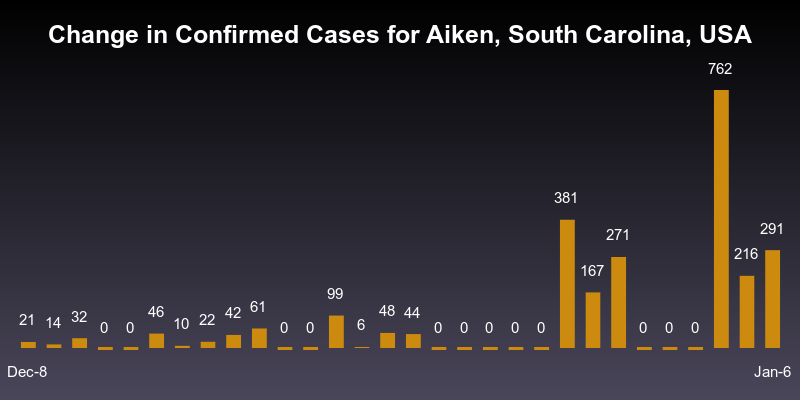 Change in Confirmed Cases for Aiken, South Carolina, USA
21 14 32 0 0 46 10 22 42 61 0 0 99 6 48 44 0 0 0 0 0 381 167 271 0 0 0 762 216 291
Dec-8 Jan-6